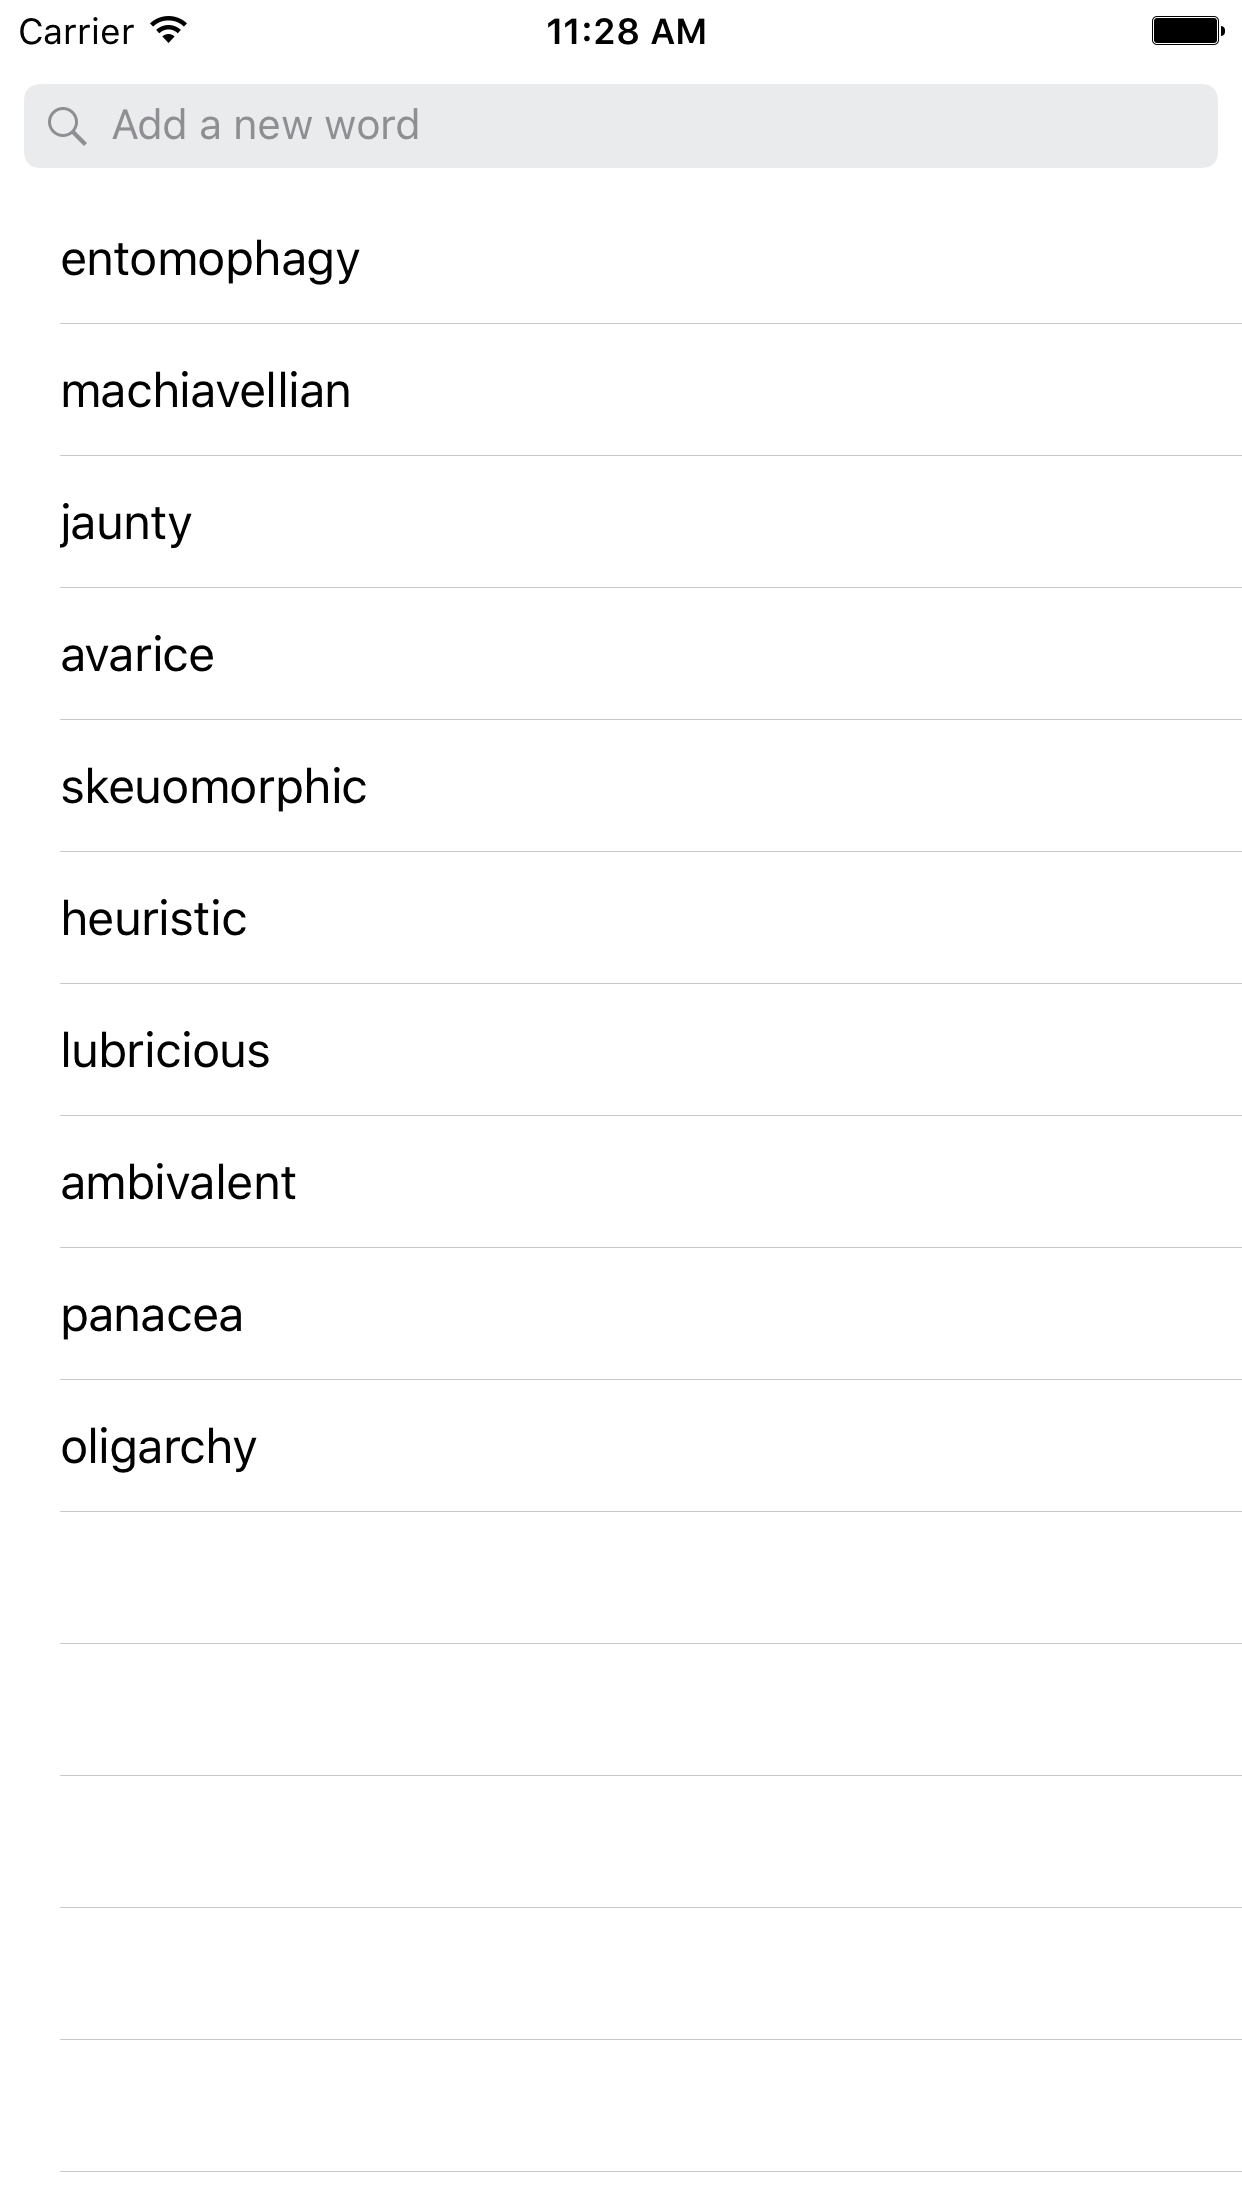 Carrier 11:28 AM
Add a new word
entomophagy
machiavellian
jaunty
avarice
skeuomorphic
heuristic
lubricious
ambivalent
panacea
oligarchy